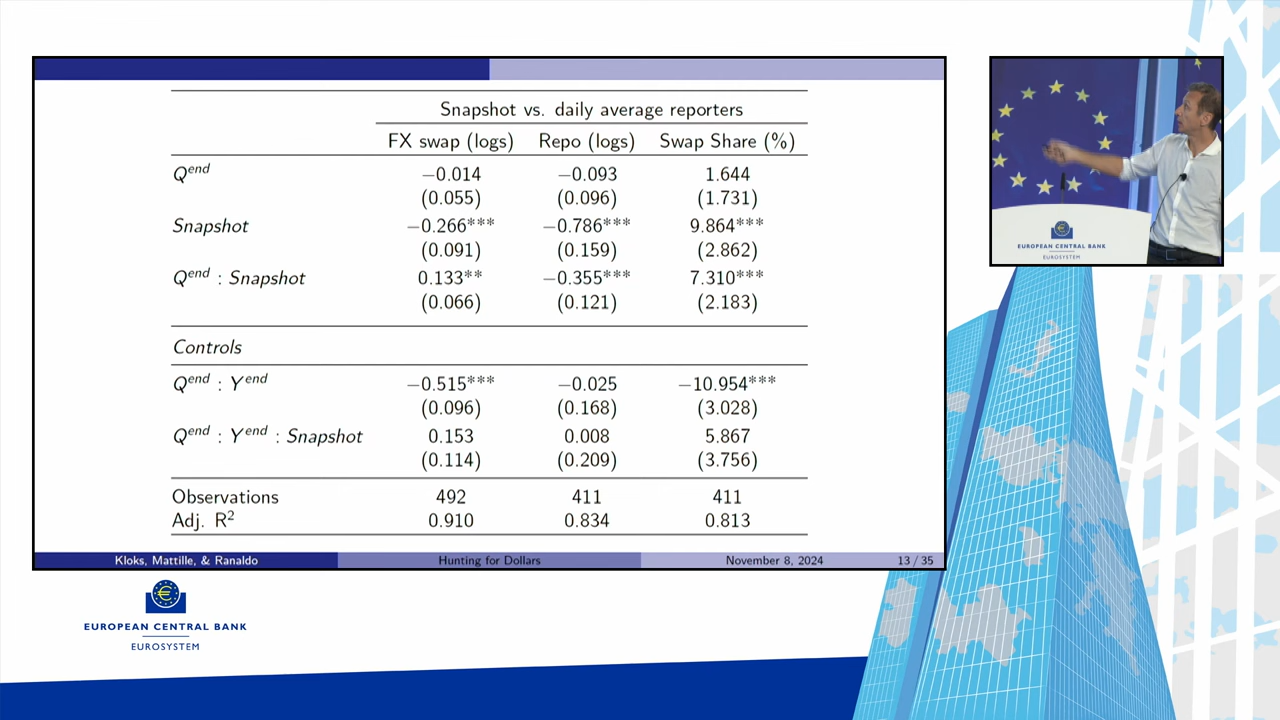 Snapshot vs. daily average reporters
FX swap (logs) Repo (logs) Swap Share (%)
Q^end −0.014 −0.093 1.644
(0.055) (0.096) (1.731)
Snapshot −0.266*** −0.786*** 9.864***
(0.091) (0.159) (2.862)
Q^end : Snapshot 0.133** −0.355*** 7.310***
(0.066) (0.121) (2.183)
Controls
Q^end : Y^end −0.515*** −0.025 −10.954***
(0.096) (0.168) (3.028)
Q^end : Y^end : Snapshot 0.153 0.008 5.867
(0.114) (0.209) (3.756)
Observations 492 411 411
Adj. R² 0.910 0.834 0.813
Kloks, Mattille, & Ranaldo Hunting for Dollars November 8, 2024 13 / 35
EUROPEAN CENTRAL BANK
EUROSYSTEM
EUROPEAN CENTRAL BANK
EUROSYSTEM